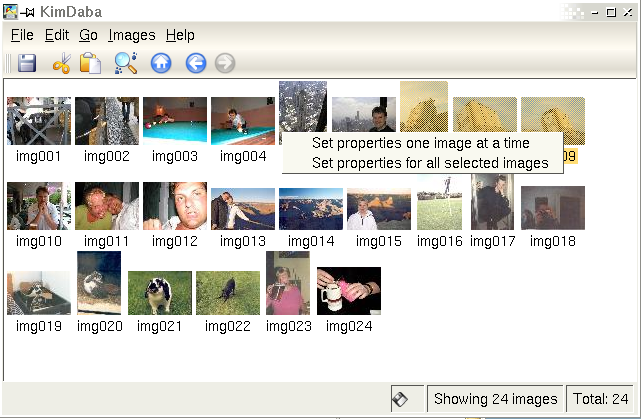 KimDaba
File Edit Go Images Help
img001 img002 img003 img004
Set properties one image at a time
Set properties for all selected images
09
img010 img011 img012 img013 img014 img015 img016 img017 img018
img019 img020 img021 img022 img023 img024
Showing 24 images Total: 24